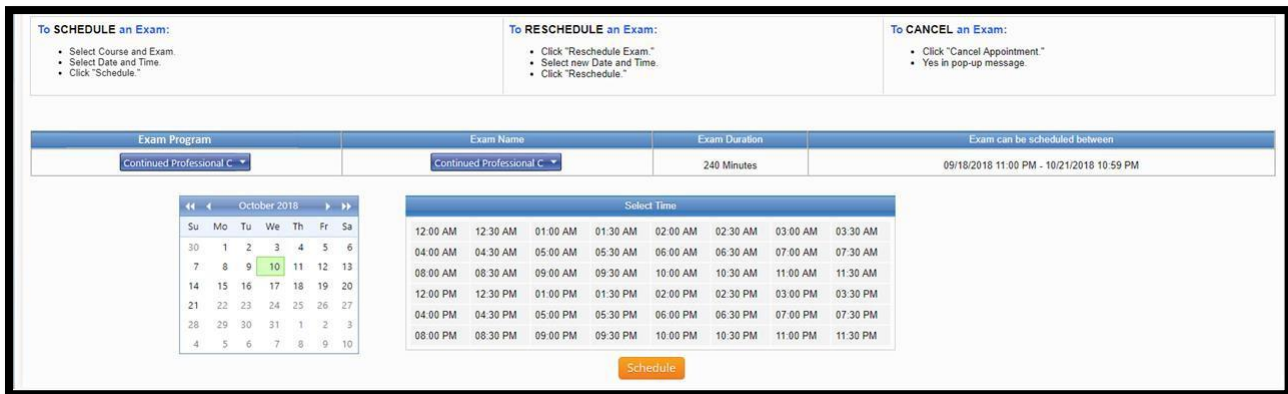 To SCHEDULE an Exam:
• Select Course and Exam.
• Select Date and Time.
• Click "Schedule."
To RESCHEDULE an Exam:
• Click "Reschedule Exam."
• Select new Date and Time.
• Click "Reschedule."
To CANCEL an Exam:
• Click "Cancel Appointment."
• Yes in pop-up message.
Exam Program Exam Name Exam Duration Exam can be scheduled between
Continued Professional C Continued Professional C 240 Minutes 09/18/2018 11:00 PM - 10/21/2018 10:59 PM
October 2018
Su Mo Tu We Th Fr Sa
30 1 2 3 4 5 6
7 8 9 10 11 12 13
14 15 16 17 18 19 20
21 22 23 24 25 26 27
28 29 30 31 1 2 3
4 5 6 7 8 9 10
Select Time
12:00 AM 12:30 AM 01:00 AM 01:30 AM 02:00 AM 02:30 AM 03:00 AM 03:30 AM
04:00 AM 04:30 AM 05:00 AM 05:30 AM 06:00 AM 06:30 AM 07:00 AM 07:30 AM
08:00 AM 08:30 AM 09:00 AM 09:30 AM 10:00 AM 10:30 AM 11:00 AM 11:30 AM
12:00 PM 12:30 PM 01:00 PM 01:30 PM 02:00 PM 02:30 PM 03:00 PM 03:30 PM
04:00 PM 04:30 PM 05:00 PM 05:30 PM 06:00 PM 06:30 PM 07:00 PM 07:30 PM
08:00 PM 08:30 PM 09:00 PM 09:30 PM 10:00 PM 10:30 PM 11:00 PM 11:30 PM
Schedule